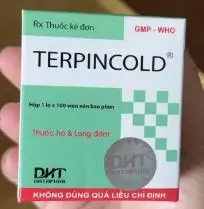 Rx Thuốc kê đơn
GMP - WHO
TERPINCOLD®
Hộp 1 lọ x 100 viên nén bao phim
Thuốc ho & Long đờm
DHT
HATAPHAR
KHÔNG DÙNG QUÁ LIỀU CHỈ ĐỊNH